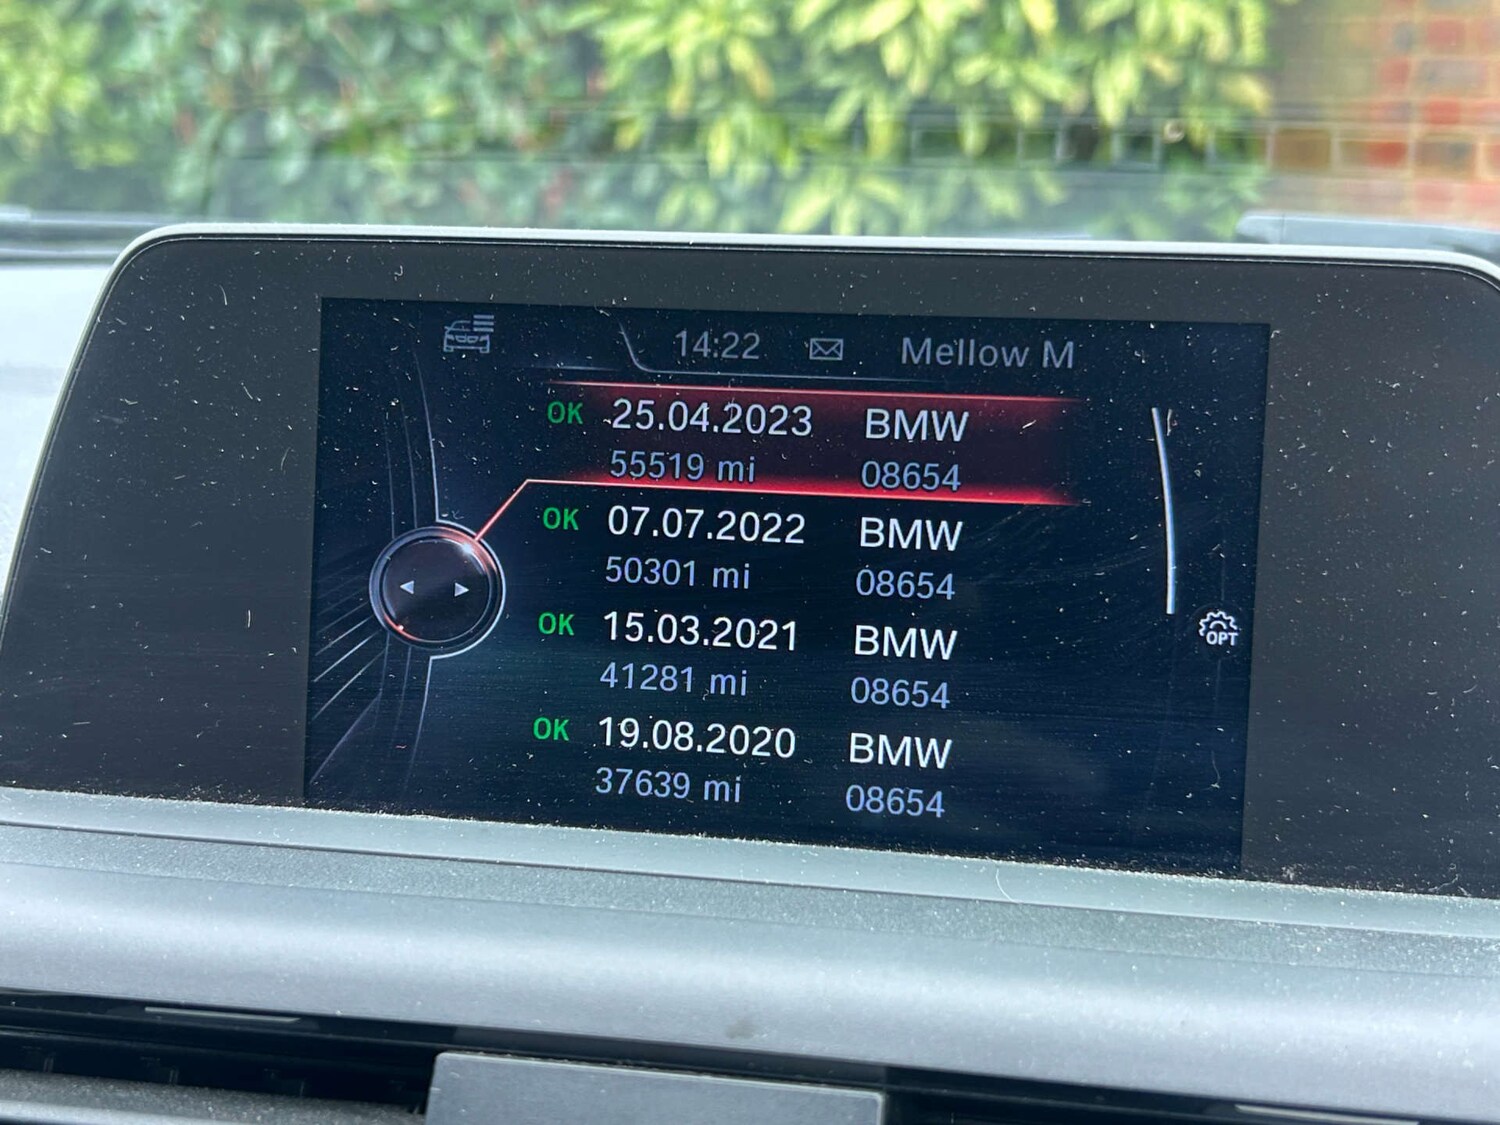 14:22 Mellow M
OK 25.04.2023 BMW
55519 mi 08654
OK 07.07.2022 BMW
50301 mi 08654
OK 15.03.2021 BMW
41281 mi 08654
OK 19.08.2020 BMW
37639 mi 08654
OPT